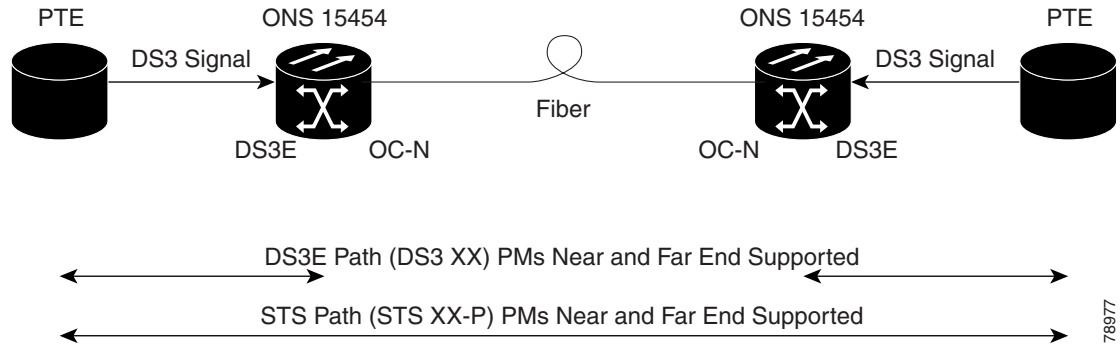 PTE
ONS 15454
ONS 15454
PTE
DS3 Signal
DS3 Signal
Fiber
DS3E
OC-N
OC-N
DS3E
DS3E Path (DS3 XX) PMs Near and Far End Supported
STS Path (STS XX-P) PMs Near and Far End Supported
78977